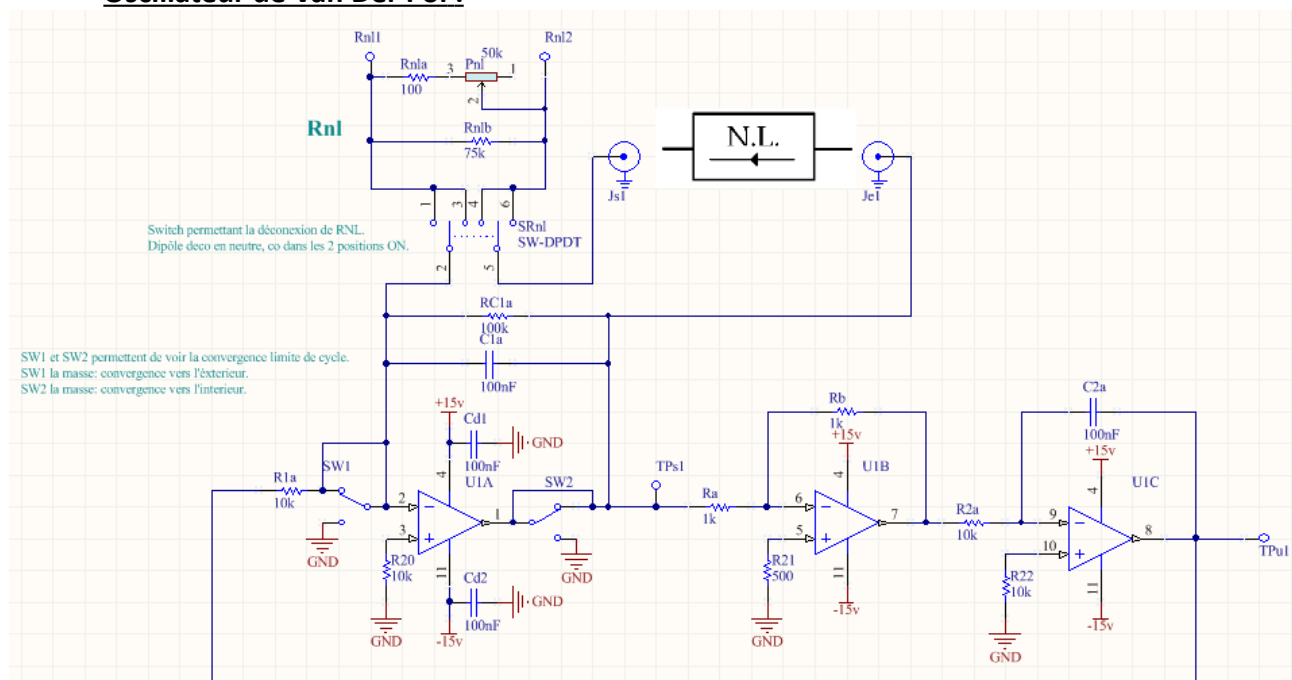 Oscillateur de Van Der Pol :
Rnl1
Rnl2
50k
Rnla
3
Pnl
1
100
2
Rnl
Rnlb
75k
N.L.
Js1
Je1
1
3
4
6
SRnl
SW-DPDT
Switch permettant la déconexion de RNL.
Dipôle deco en neutre, co dans les 2 positions ON.
2
5
RC1a
100k
C1a
100nF
SW1 et SW2 permettent de voir la convergence limite de cycle.
SW1 la masse: convergence vers l'éxterieur.
SW2 la masse: convergence vers l'interieur.
+15v
Cd1
GND
100nF
4
U1A
SW1
R1a
10k
2
3
1
SW2
GND
R20
10k
11
Cd2
GND
100nF
-15v
GND
GND
TPs1
Ra
1k
Rb
1k
+15v
4
U1B
6
5
7
R21
500
11
-15v
GND
R2a
10k
C2a
100nF
+15v
4
U1C
9
10
8
R22
10k
11
-15v
GND
TPu1